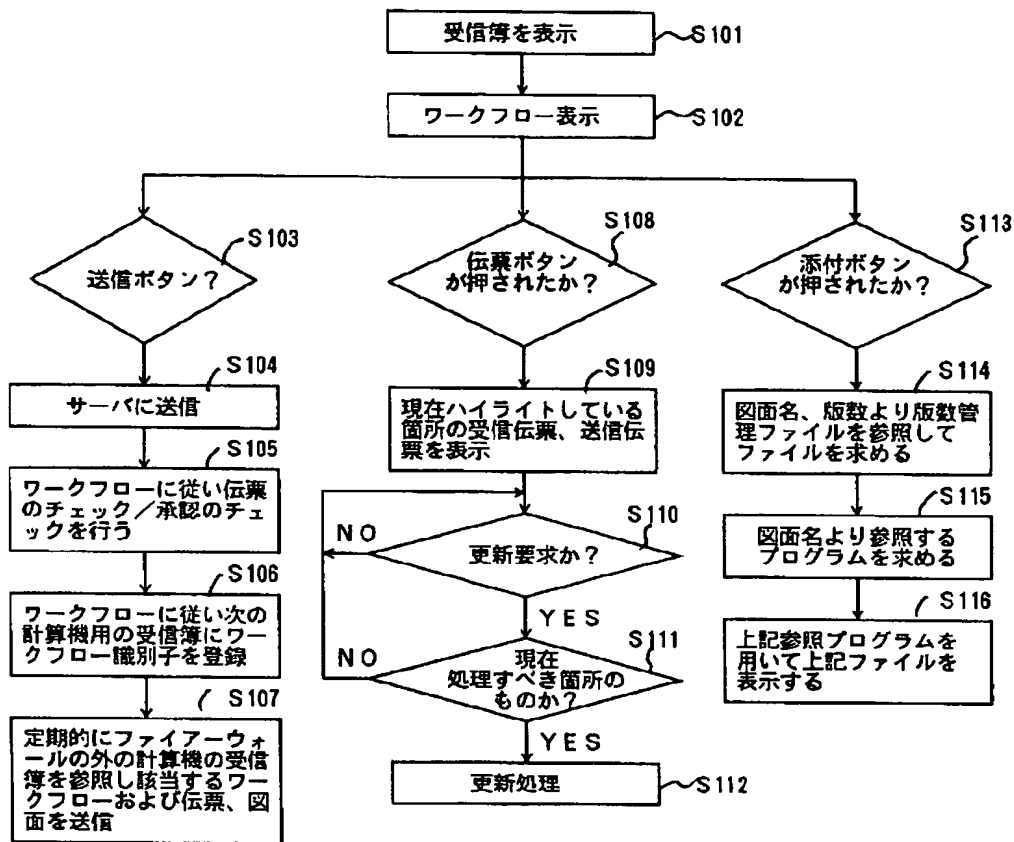 受信簿を表示
S101
ワークフロー表示
S102
S103
送信ボタン？
S104
サーバに送信
S105
ワークフローに従い伝票
のチェック／承認のチェ
ックを行う
S106
ワークフローに従い次の
計算機用の受信簿にワー
クフロー識別子を登録
S107
定期的にファイアーウォ
ールの外の計算機の受信
簿を参照し該当するワー
クフローおよび伝票、図
面を送信
S108
伝票ボタン
が押されたか？
S109
現在ハイライトしている
箇所の受信伝票、送信伝
票を表示
S110
NO
更新要求か？
YES
S111
NO
現在
処理すべき箇所の
ものか？
YES
更新処理
S112
S113
添付ボタン
が押されたか？
S114
図面名、版数より版数管
理ファイルを参照して
ファイルを求める
S115
図面名より参照する
プログラムを求める
S116
上記参照プログラムを
用いて上記ファイルを
表示する